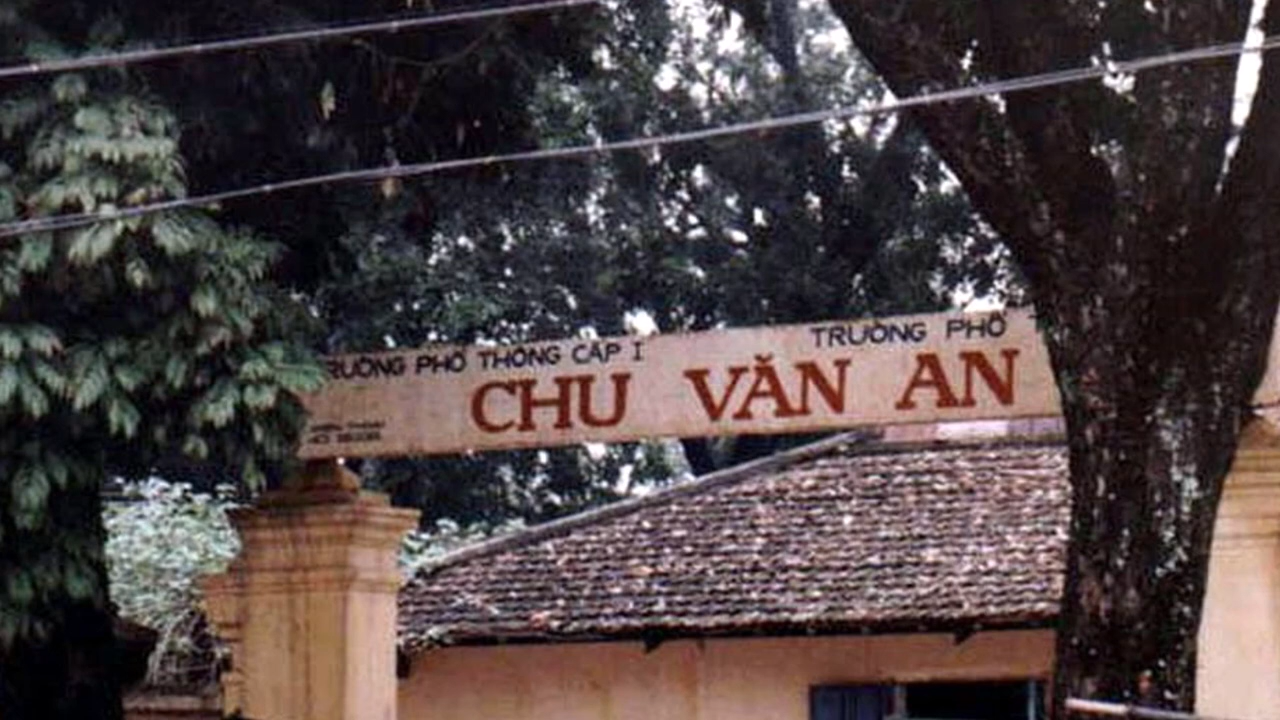 TRƯỜNG PHỔ THÔNG CẤP I
TRƯỜNG PHỔ
CHU VĂN AN